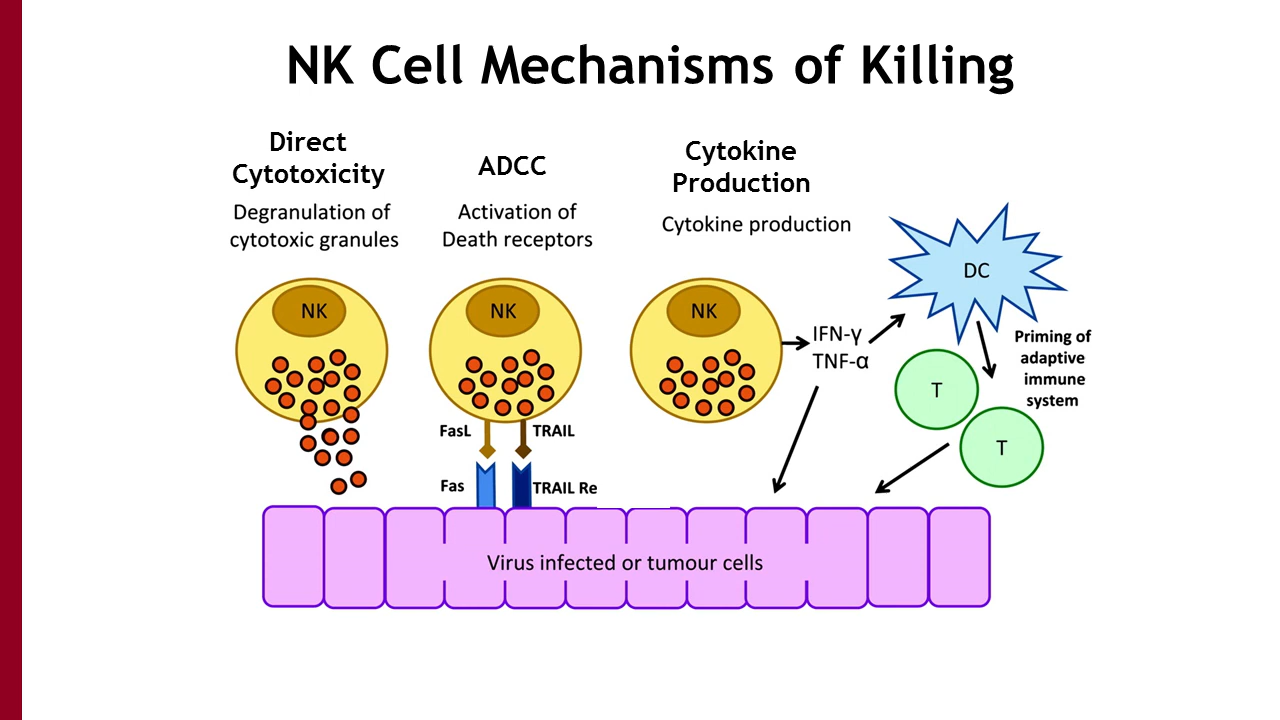 NK Cell Mechanisms of Killing
Direct
Cytotoxicity
Degranulation of
cytotoxic granules
ADCC
Activation of
Death receptors
Cytokine
Production
Cytokine production
NK
NK
NK
IFN-γ
TNF-α
DC
Priming of
adaptive
immune
system
T
T
FasL
TRAIL
Fas
TRAIL Re
Virus infected or tumour cells